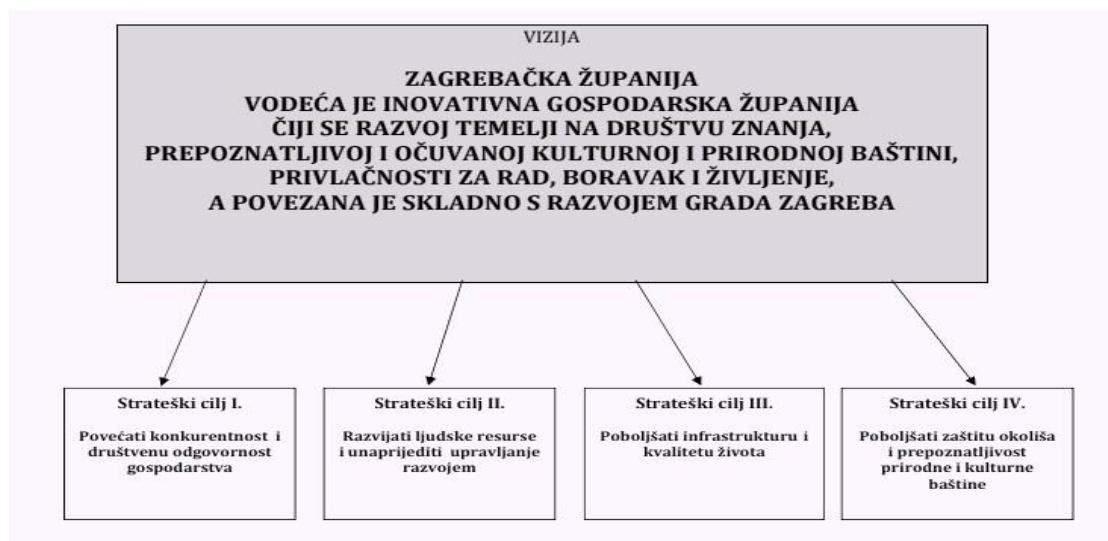 VIZIJA
ZAGREBAČKA ŽUPANIJA
VODEĆA JE INOVATIVNA GOSPODARSKA ŽUPANIJA
ČIJI SE RAZVOJ TEMELJI NA DRUŠTVU ZNANJA,
PREPOZNATLJIVOJ I OČUVANOJ KULTURNOJ I PRIRODNOJ BAŠTINI,
PRIVLAČNOSTI ZA RAD, BORAVAK I ŽIVLJENJE,
A POVEZANA JE SKLADNO S RAZVOJEM GRADA ZAGREBA
Strateški cilj I.
Povećati konkurentnost i
društvenu odgovornost
gospodarstva
Strateški cilj II.
Razvijati ljudske resurse
i unaprijediti upravljanje
razvojem
Strateški cilj III.
Poboljšati infrastrukturu i
kvalitetu života
Strateški cilj IV.
Poboljšati zaštitu okoliša
i prepoznatljivost
prirodne i kulturne
baštine